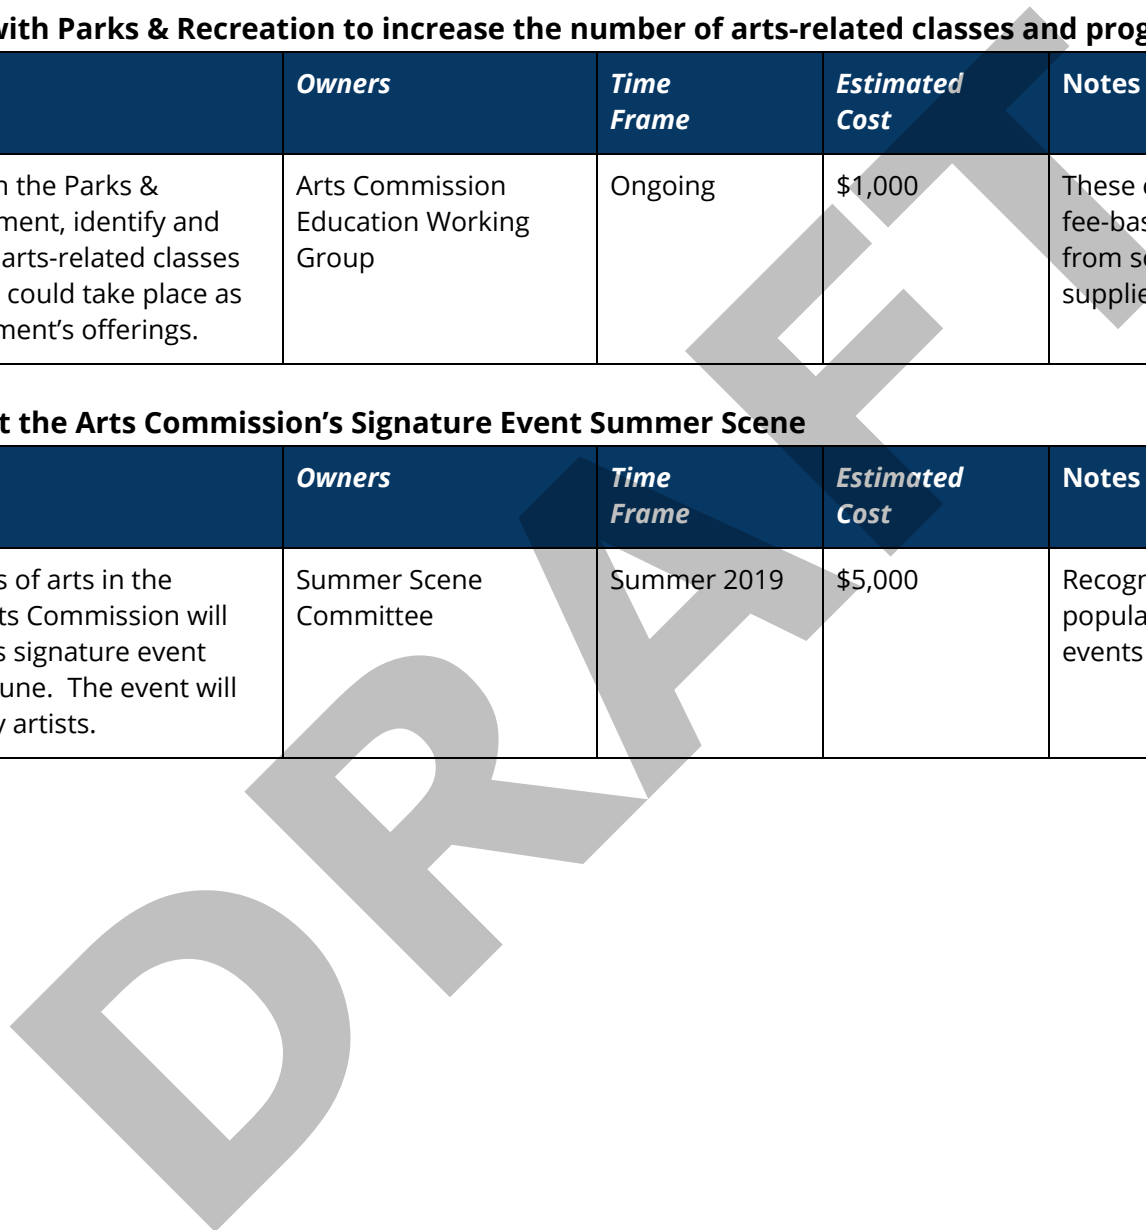 with Parks & Recreation to increase the number of arts-related classes and prog
Owners Time Frame Estimated Cost Notes
n the Parks &
ment, identify and
arts-related classes
could take place as
ment's offerings.
Arts Commission
Education Working
Group
Ongoing
$1,000
These
fee-bas
from s
supplie
t the Arts Commission's Signature Event Summer Scene
Owners Time Frame Estimated Cost Notes
s of arts in the
ts Commission will
s signature event
une. The event will
y artists.
Summer Scene
Committee
Summer 2019
$5,000
Recogn
popula
events
DRAFT